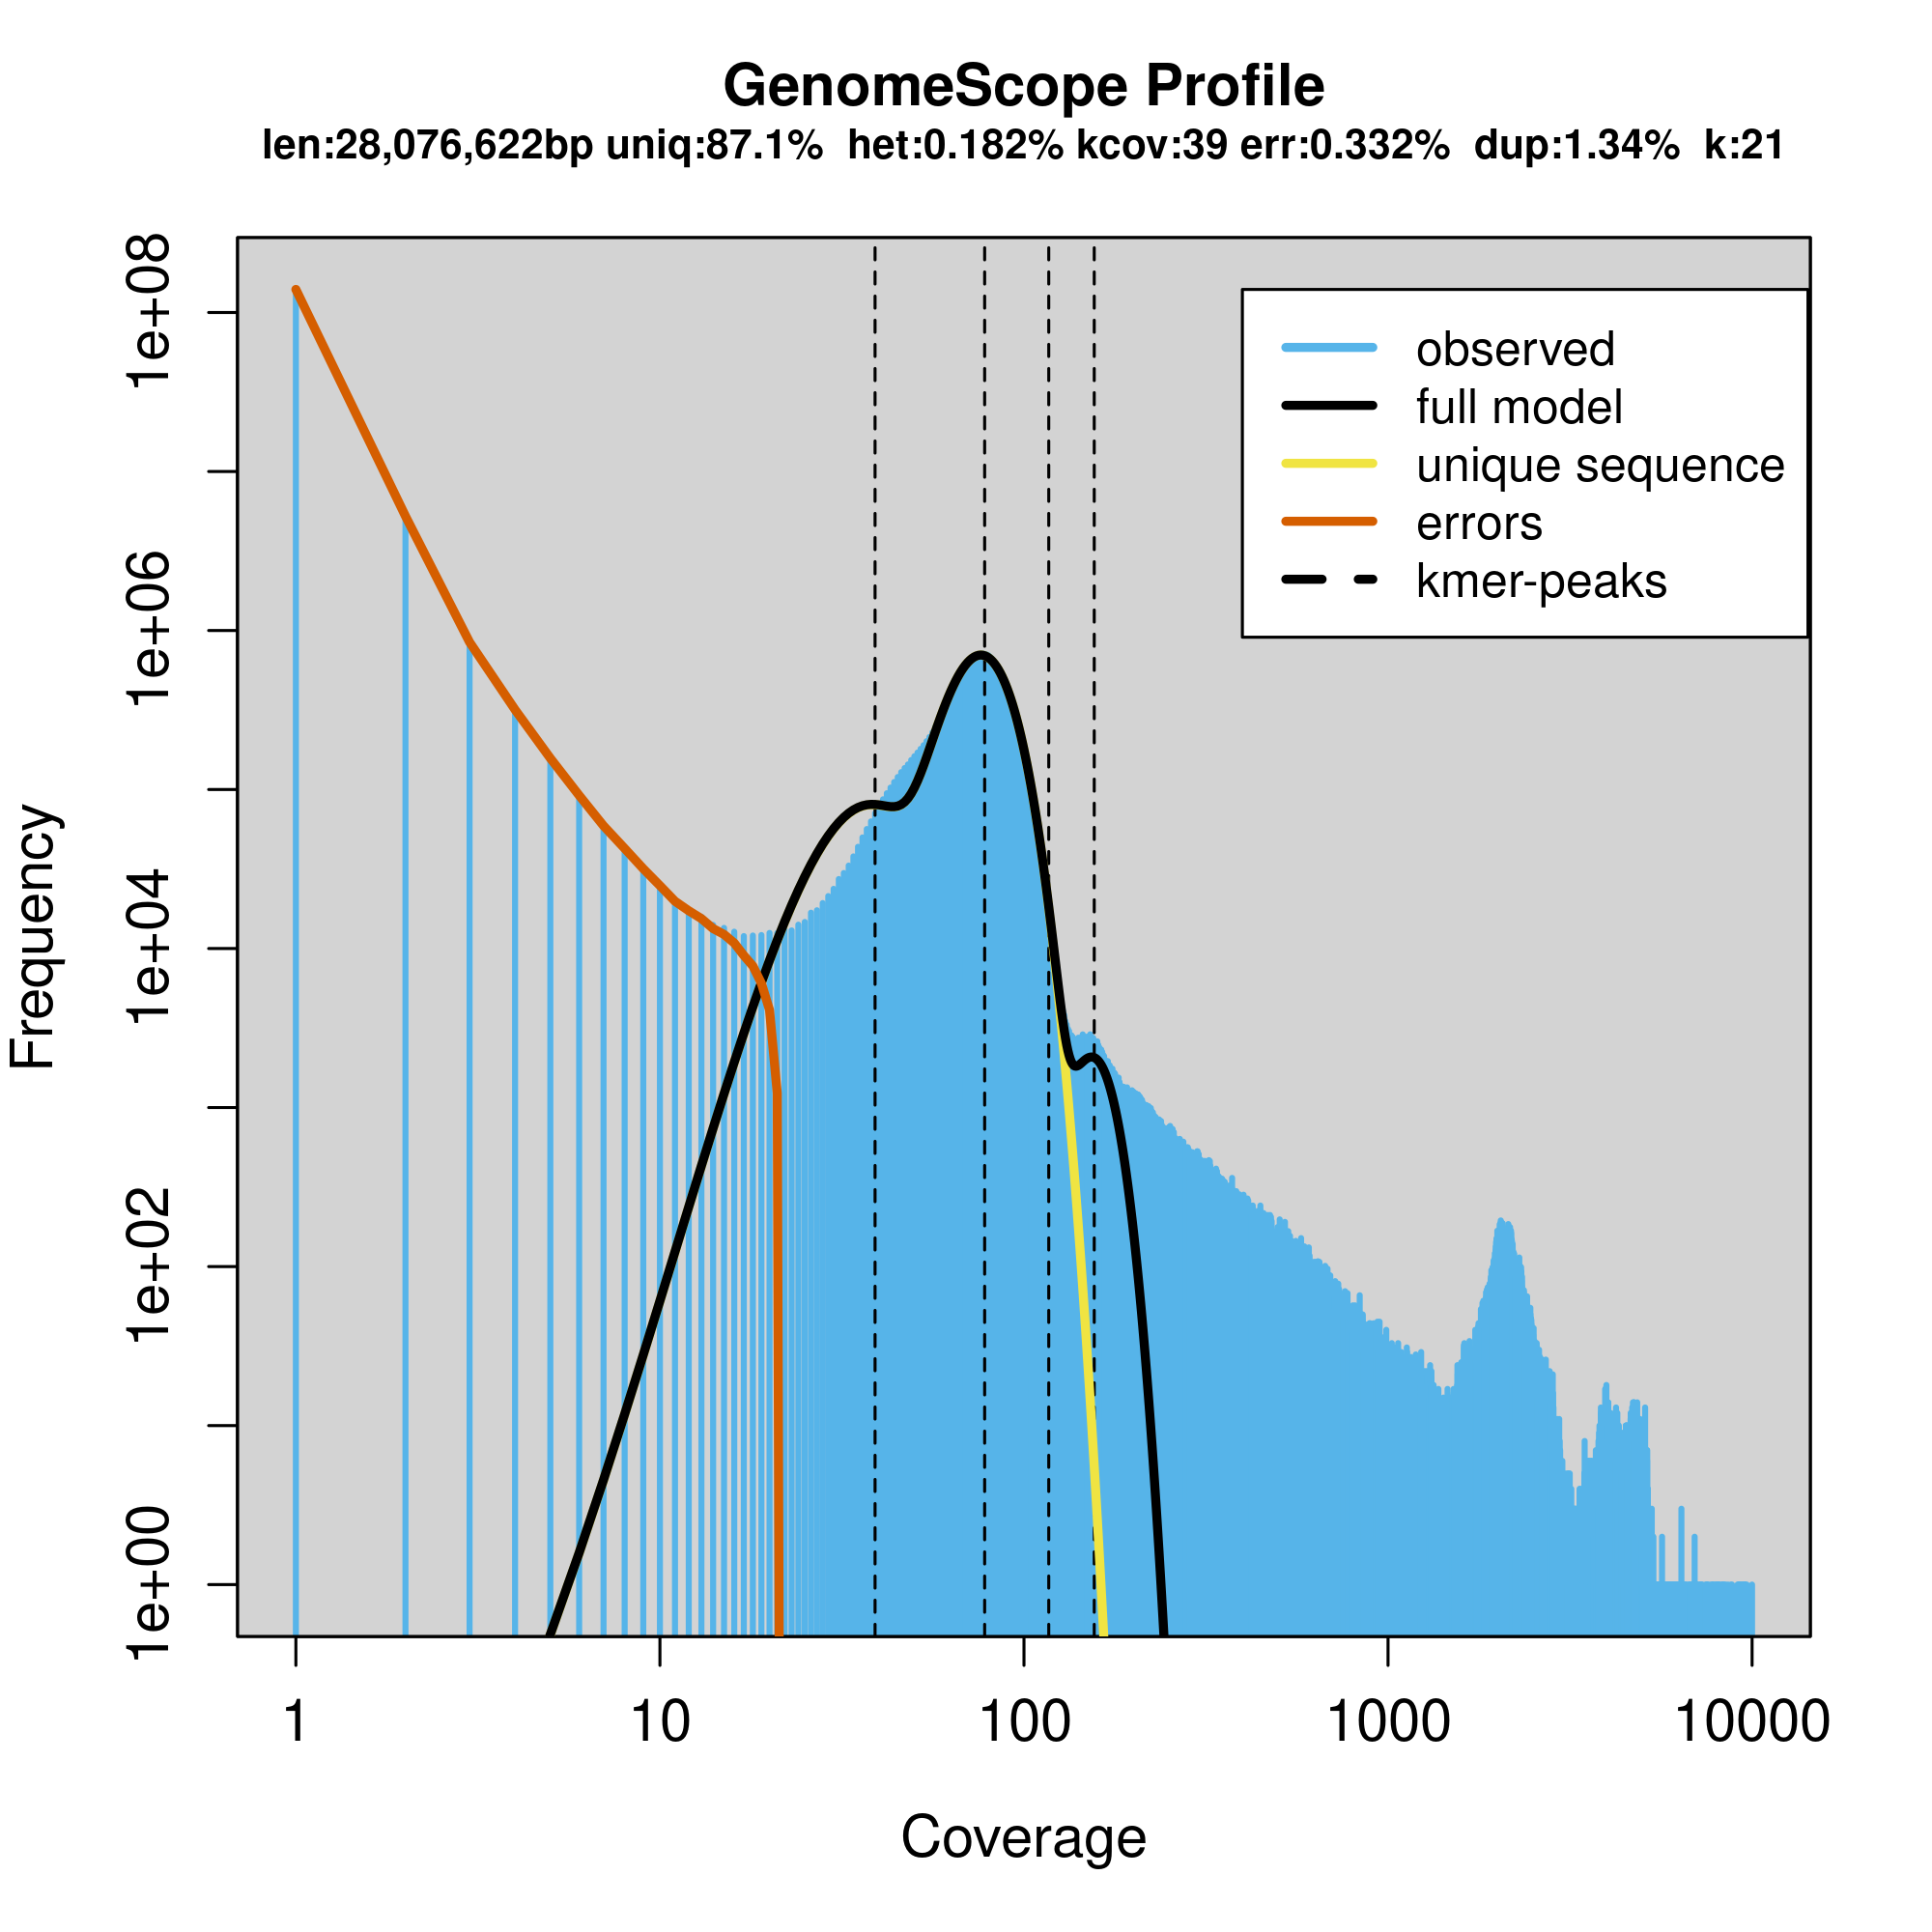 GenomeScope Profile
len:28,076,622bp uniq:87.1% het:0.182% kcov:39 err:0.332% dup:1.34% k:21
1e+08
1e+06
1e+04
1e+02
1e+00
Frequency
observed
full model
unique sequence
errors
kmer-peaks
1 10 100 1000 10000
Coverage